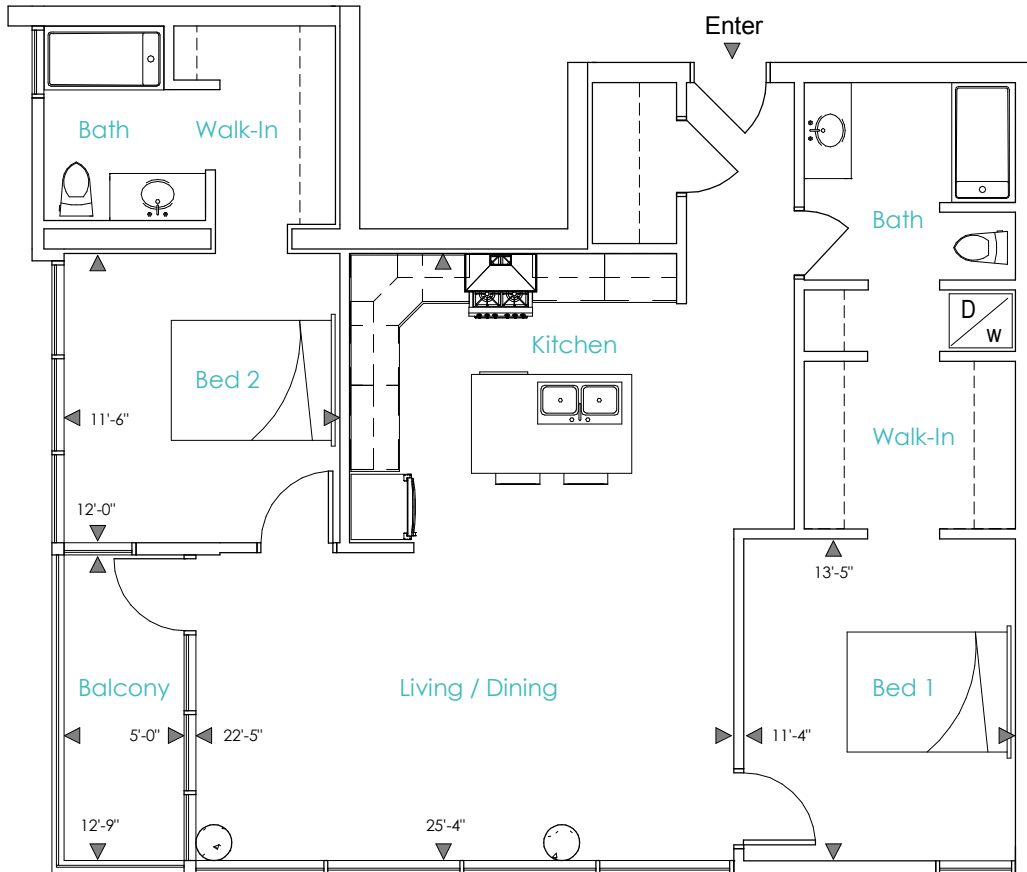 Enter
Bath
Walk-In
Bath
D
W
Kitchen
Bed 2
11'-6"
Walk-In
12'-0"
13'-5"
Balcony
Living / Dining
Bed 1
5'-0"
22'-5"
11'-4"
12'-9"
25'-4"